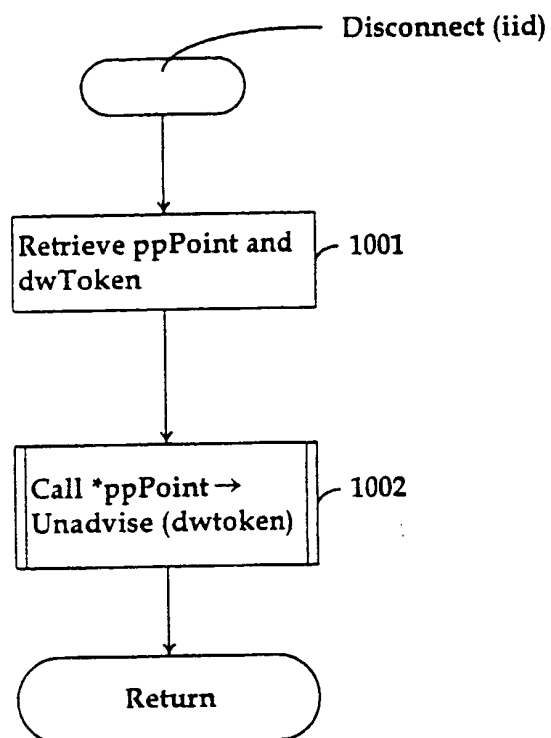 Disconnect (iid)
Retrieve ppPoint and
dwToken
1001
Call *ppPoint →
Unadvise (dwtoken)
1002
Return